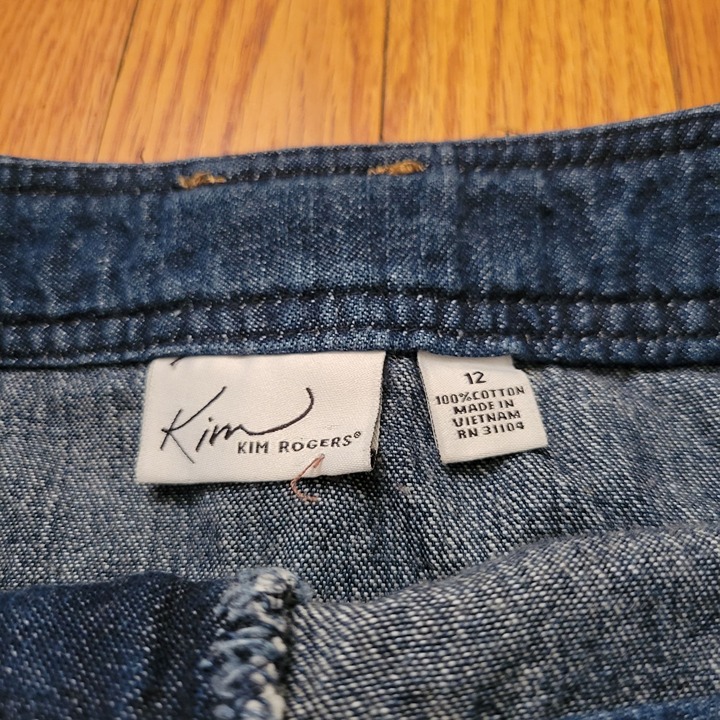 Kim
KIM ROGERS®
12
100%COTTON
MADE IN
VIETNAM
RN 31104